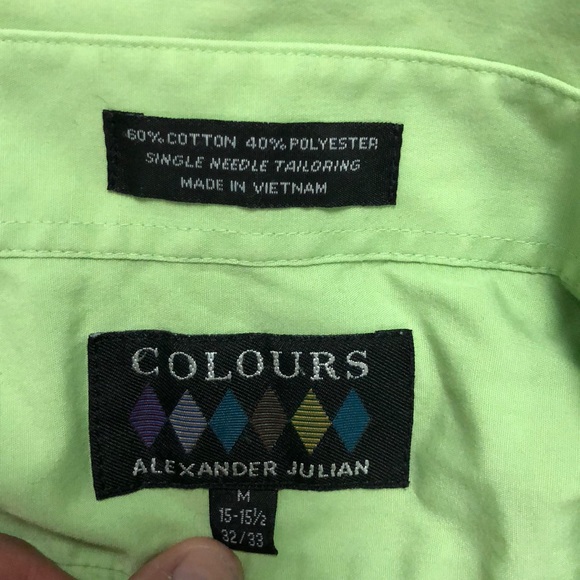 60% COTTON 40% POLYESTER
SINGLE NEEDLE TAILORING
MADE IN VIETNAM
COLOURS
ALEXANDER JULIAN
M
15-15½
32/33